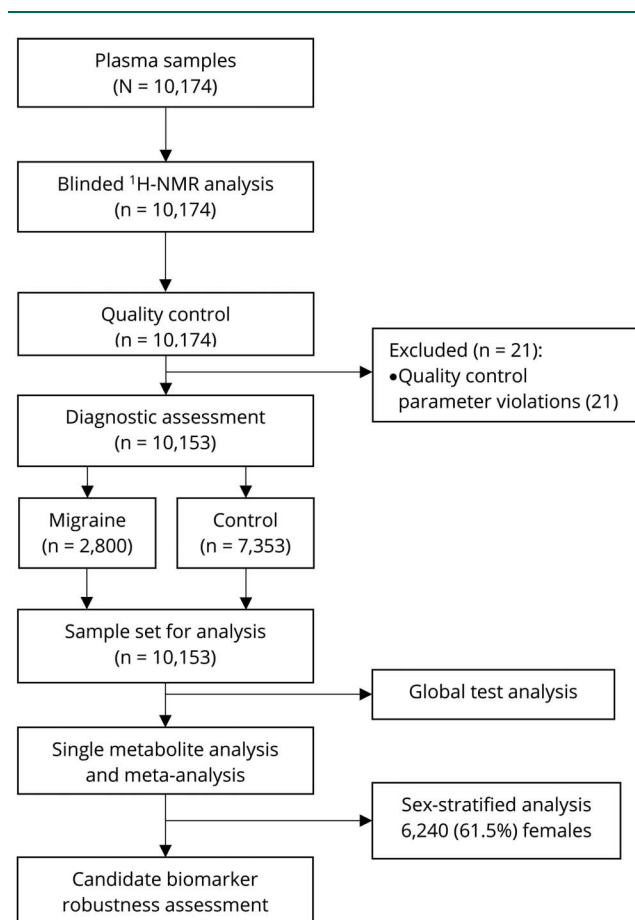 Plasma samples
(N = 10,174)
Blinded ¹H-NMR analysis
(n = 10,174)
Quality control
(n = 10,174)
Excluded (n = 21):
•Quality control
parameter violations (21)
Diagnostic assessment
(n = 10,153)
Migraine
(n = 2,800)
Control
(n = 7,353)
Sample set for analysis
(n = 10,153)
Global test analysis
Single metabolite analysis
and meta-analysis
Sex-stratified analysis
6,240 (61.5%) females
Candidate biomarker
robustness assessment